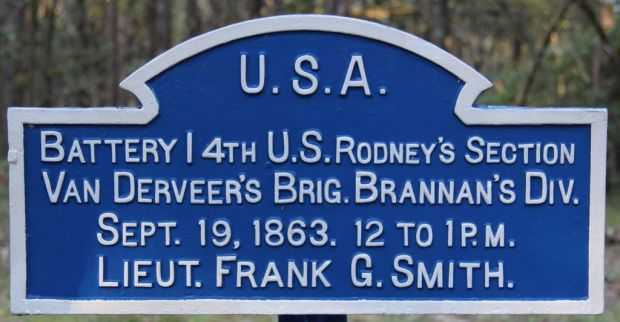 U.S.A.
BATTERY I 4TH U.S. RODNEY'S SECTION
VAN DERVEER'S BRIG. BRANNAN'S DIV.
SEPT. 19, 1863. 12 TO 1 P.M.
LIEUT. FRANK G. SMITH.